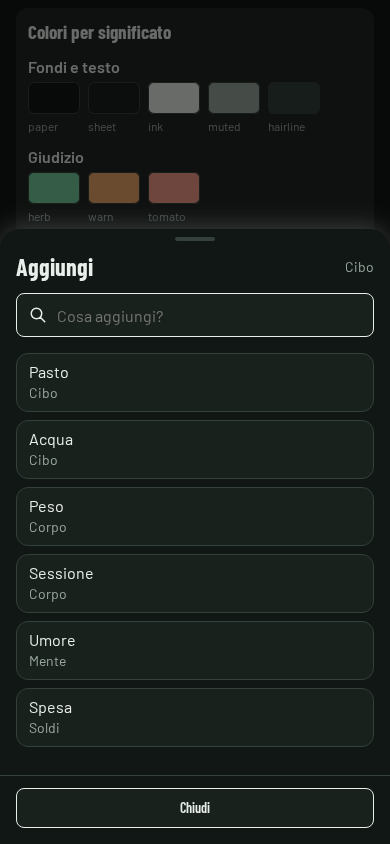 Colori per significato
Fondi e testo
paper sheet ink muted hairline
Giudizio
herb warn tomato
Aggiungi Cibo
Cosa aggiungi?
Pasto
Cibo
Acqua
Cibo
Peso
Corpo
Sessione
Corpo
Umore
Mente
Spesa
Soldi
Chiudi